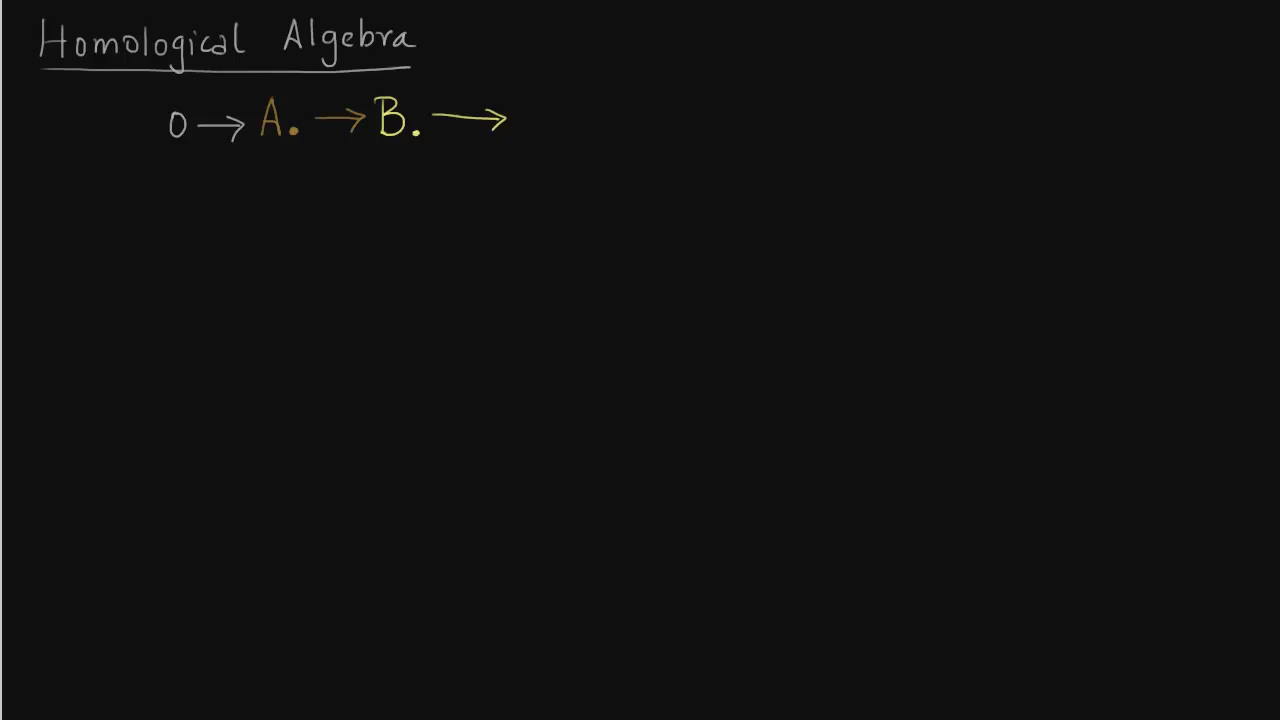 Homological Algebra
0 → A. → B. →